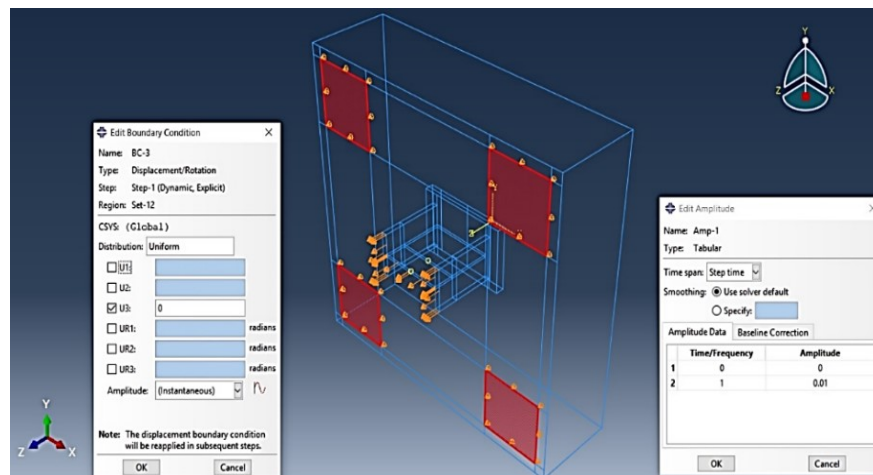 Edit Boundary Condition
Name: BC-3
Type: Displacement/Rotation
Step: Step-1 (Dynamic, Explicit)
Region: Set-12
CSYS: (Global)
Distribution: Uniform
U1:
U2:
U3: 0
UR1: radians
UR2: radians
UR3: radians
Amplitude: (Instantaneous)
Note: The displacement boundary condition
will be reapplied in subsequent steps.
OK Cancel
Y
Z X
Y
Z X
Y
Z
Edit Amplitude
Name: Amp-1
Type: Tabular
Time span: Step time
Smoothing: Use solver default
Specify:
Amplitude Data Baseline Correction
Time/Frequency Amplitude
1 0 0
2 1 0.01
OK Cancel